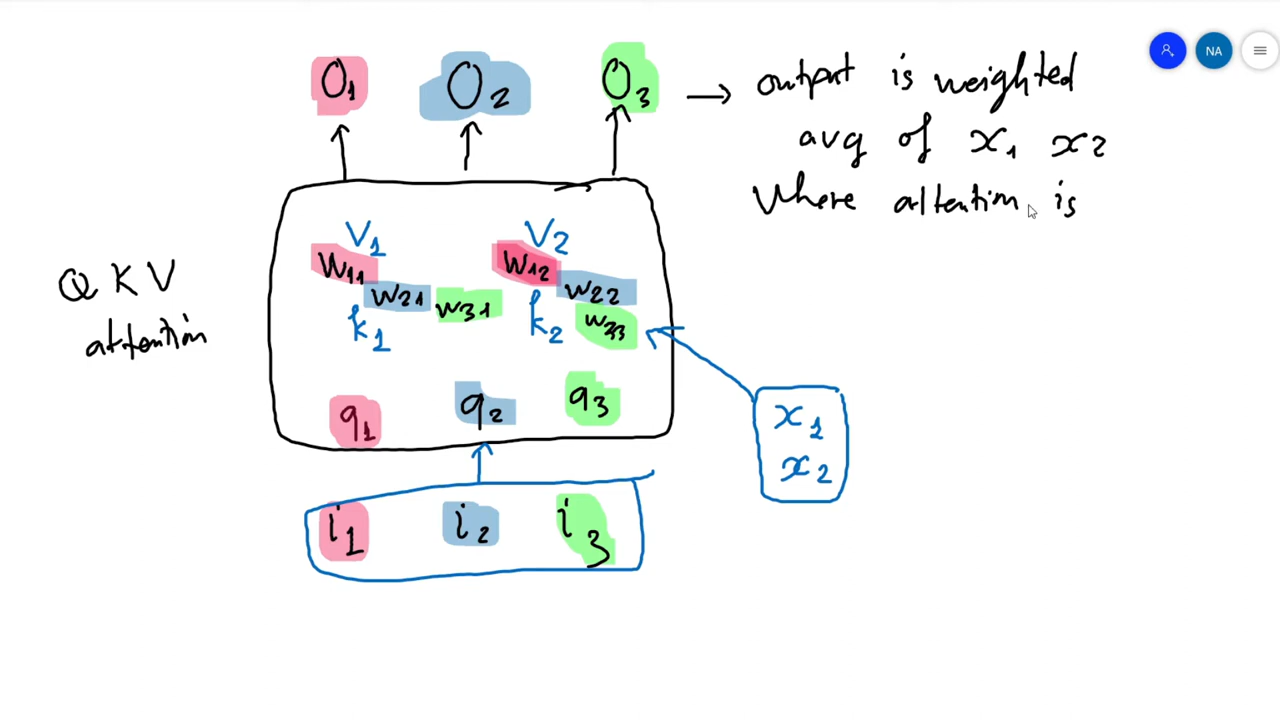 O1 O2 O3 → output is weighted
avg of x1 x2
Where attention is
V1 V2
W11 W12
W21 W22
W31 W33
k1 k2
Q K V
attention
q1 q2 q3
x1
x2
i1 i2 i3
NA